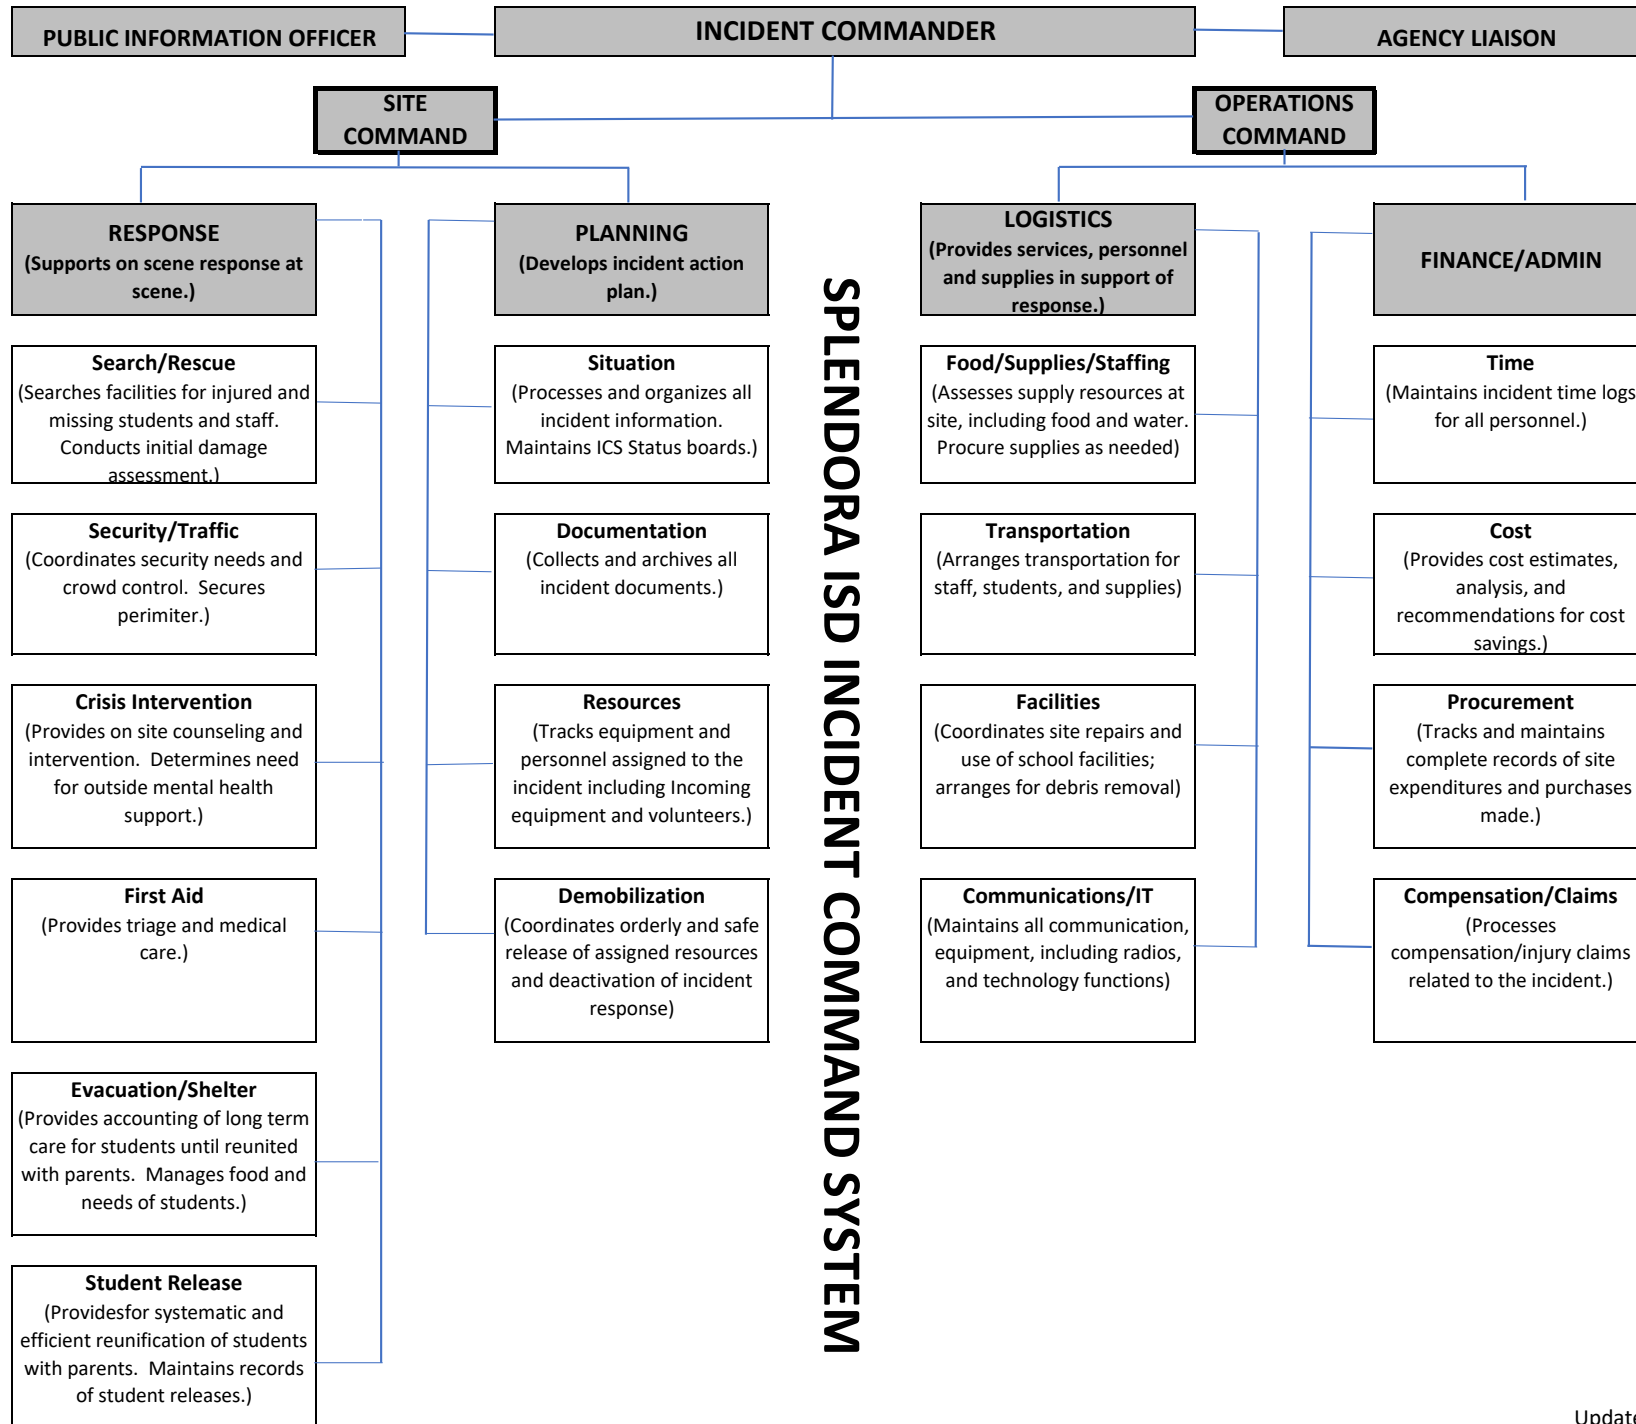 PUBLIC INFORMATION OFFICER
INCIDENT COMMANDER
AGENCY LIAISON
SITE
COMMAND
OPERATIONS
COMMAND
RESPONSE
(Supports on scene response at
scene.)
PLANNING
(Develops incident action
plan.)
LOGISTICS
(Provides services, personnel
and supplies in support of
response.)
FINANCE/ADMIN
SPLENDORA ISD INCIDENT COMMAND SYSTEM
Search/Rescue
(Searches facilities for injured and
missing students and staff.
Conducts initial damage
assessment.)
Situation
(Processes and organizes all
incident information.
Maintains ICS Status boards.)
Food/Supplies/Staffing
(Assesses supply resources at
site, including food and water.
Procure supplies as needed)
Time
(Maintains incident time logs
for all personnel.)
Security/Traffic
(Coordinates security needs and
crowd control.  Secures
perimiter.)
Documentation
(Collects and archives all
incident documents.)
Transportation
(Arranges transportation for
staff, students, and supplies)
Cost
(Provides cost estimates,
analysis, and
recommendations for cost
savings.)
Crisis Intervention
(Provides on site counseling and
intervention.  Determines need
for outside mental health
support.)
Resources
(Tracks equipment and
personnel assigned to the
incident including Incoming
equipment and volunteers.)
Facilities
(Coordinates site repairs and
use of school facilities;
arranges for debris removal)
Procurement
(Tracks and maintains
complete records of site
expenditures and purchases
made.)
First Aid
(Provides triage and medical
care.)
Demobilization
(Coordinates orderly and safe
release of assigned resources
and deactivation of incident
response)
Communications/IT
(Maintains all communication,
equipment, including radios,
and technology functions)
Compensation/Claims
(Processes
compensation/injury claims
related to the incident.)
Evacuation/Shelter
(Provides accounting of long term
care for students until reunited
with parents.  Manages food and
needs of students.)
Student Release
(Providesfor systematic and
efficient reunification of students
with parents.  Maintains records
of student releases.)
Update